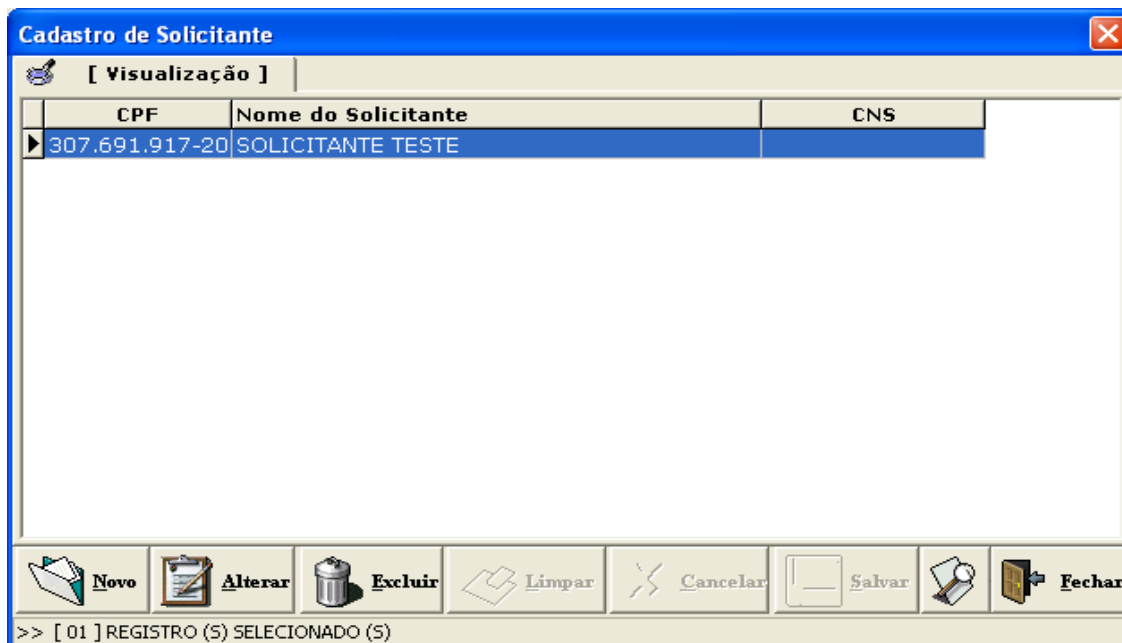 Cadastro de Solicitante
[ Visualização ]
CPF Nome do Solicitante CNS
307.691.917-20 SOLICITANTE TESTE
Novo Alterar Excluir Limpar Cancelar Salvar Fechar
>> [ 01 ] REGISTRO (S) SELECIONADO (S)